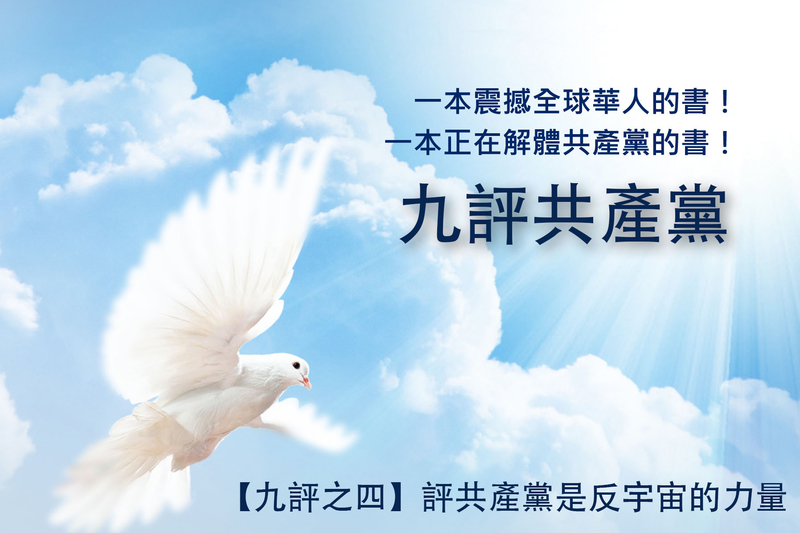 一本震撼全球華人的書！
一本正在解體共產黨的書！
九評共產黨
【九評之四】評共產黨是反宇宙的力量